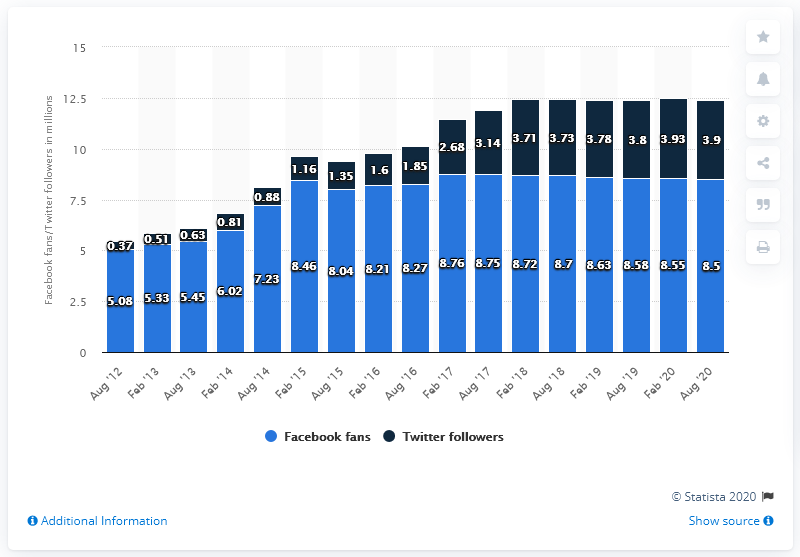 Facebook fans/Twitter followers in millions
15
12.5
10
7.5
5
2.5
0
0.37 0.51 0.63 0.81 0.88 1.16 1.35 1.6 1.85 2.68 3.14 3.71 3.73 3.78 3.8 3.93 3.9
5.08 5.33 5.45 6.02 7.23 8.46 8.04 8.21 8.27 8.76 8.75 8.72 8.7 8.63 8.58 8.55 8.5
Aug '12 Feb '13 Aug '13 Feb '14 Aug '14 Feb '15 Aug '15 Feb '16 Aug '16 Feb '17 Aug '17 Feb '18 Aug '18 Feb '19 Aug '19 Feb '20 Aug '20
Facebook fans Twitter followers
© Statista 2020
Additional Information Show source